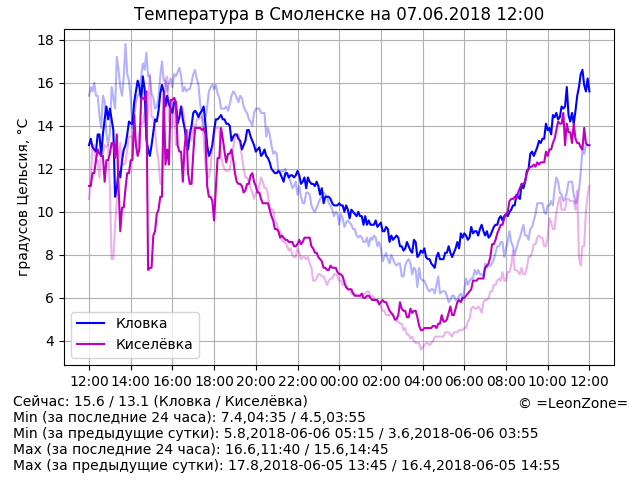 Температура в Смоленске на 07.06.2018 12:00
градусов Цельсия, °C
18
16
14
12
10
8
6
4
Кловка
Киселёвка
12:00 14:00 16:00 18:00 20:00 22:00 00:00 02:00 04:00 06:00 08:00 10:00 12:00
Сейчас: 15.6 / 13.1 (Кловка / Киселёвка)
© =LeonZone=
Min (за последние 24 часа): 7.4,04:35 / 4.5,03:55
Min (за предыдущие сутки): 5.8,2018-06-06 05:15 / 3.6,2018-06-06 03:55
Max (за последние 24 часа): 16.6,11:40 / 15.6,14:45
Max (за предыдущие сутки): 17.8,2018-06-05 13:45 / 16.4,2018-06-05 14:55